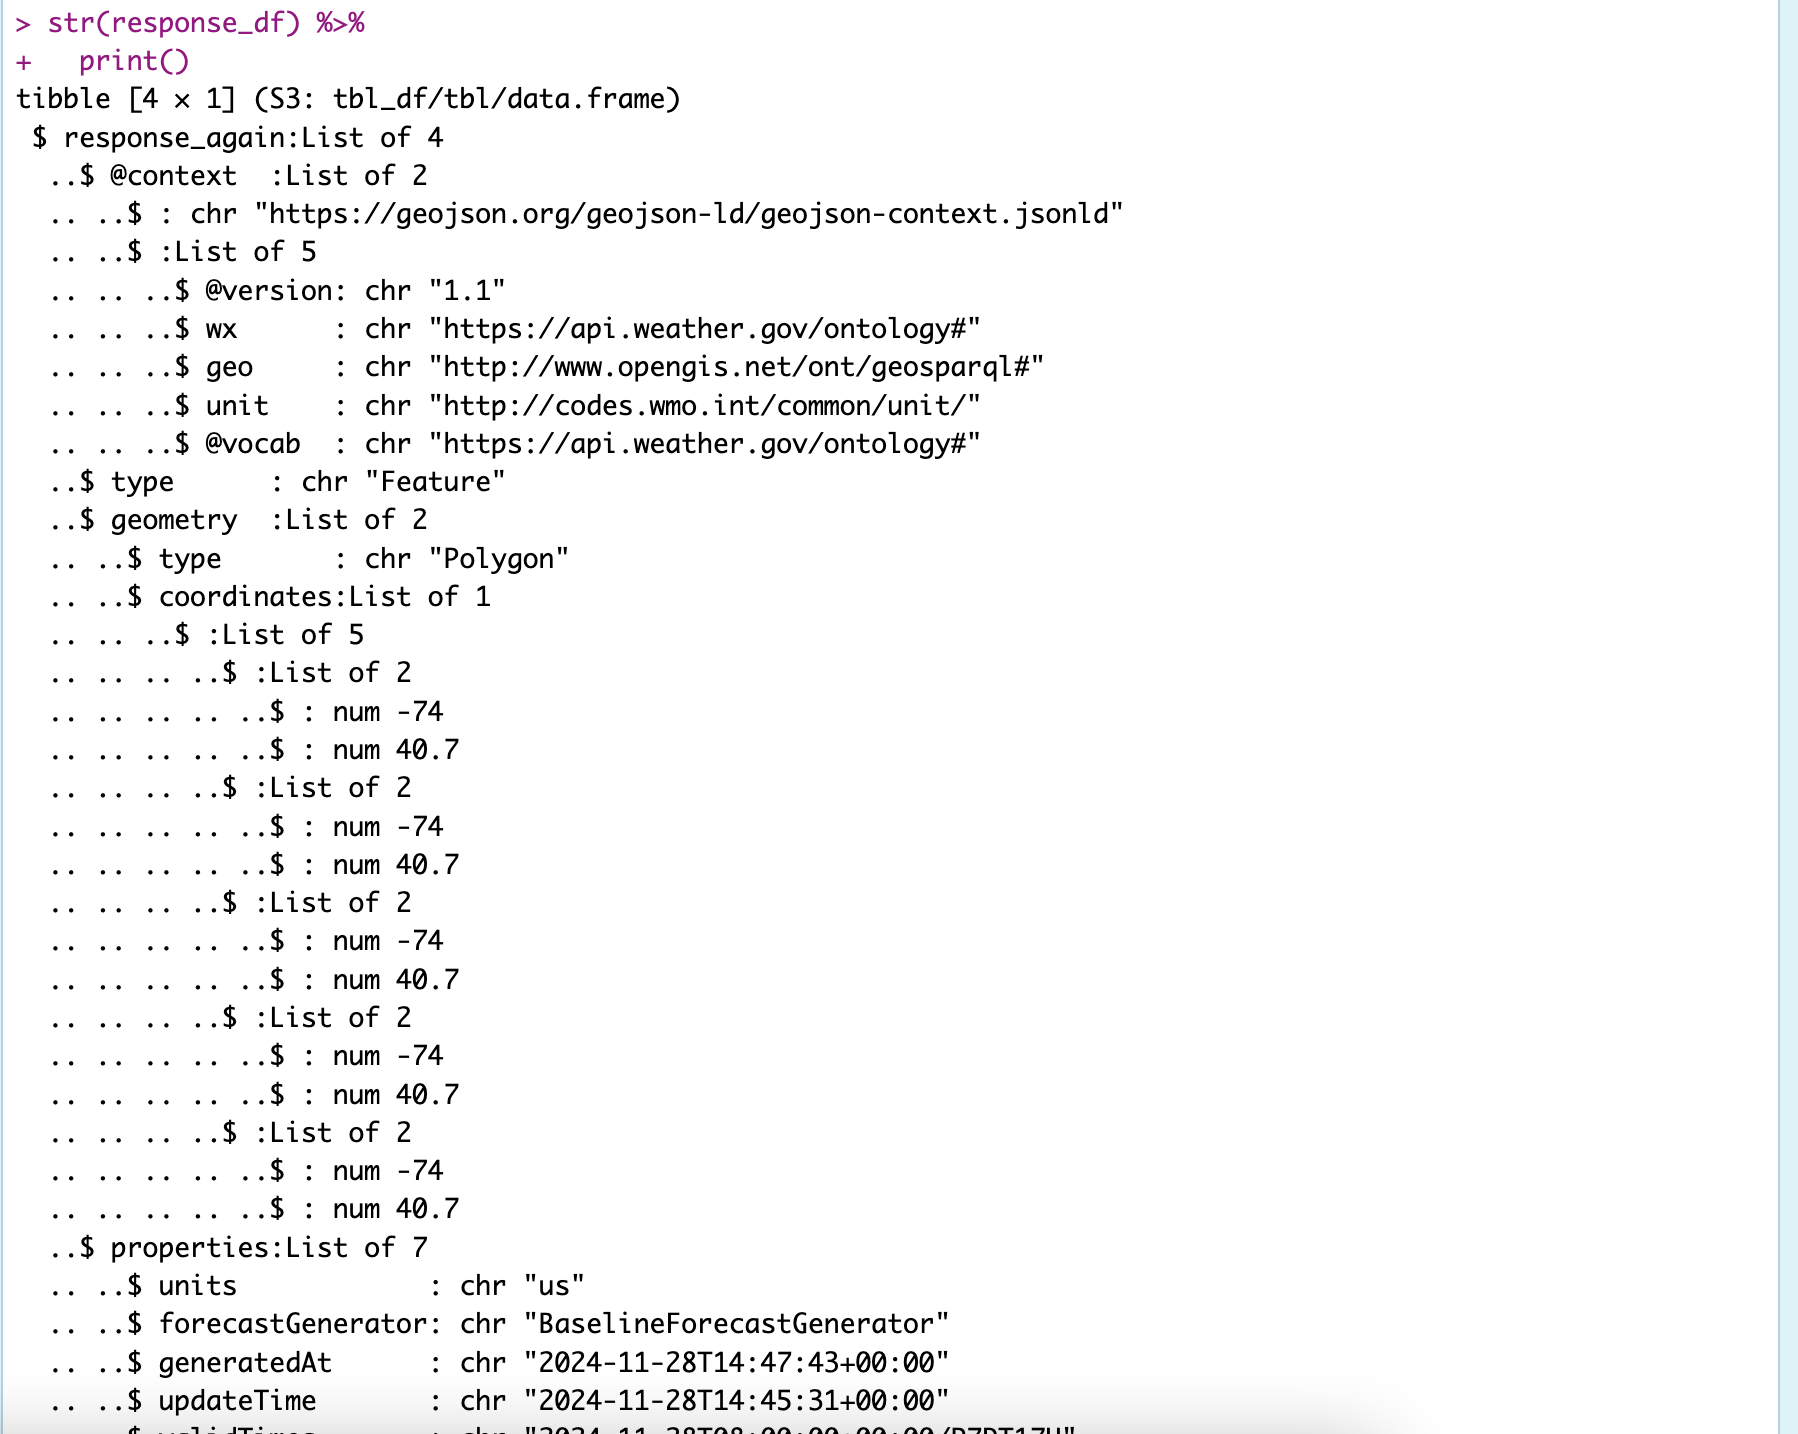 > str(response_df) %>%
+   print()
tibble [4 × 1] (S3: tbl_df/tbl/data.frame)
 $ response_again:List of 4
  ..$ @context  :List of 2
  .. ..$ : chr "https://geojson.org/geojson-ld/geojson-context.jsonld"
  .. ..$ :List of 5
  .. .. ..$ @version: chr "1.1"
  .. .. ..$ wx      : chr "https://api.weather.gov/ontology#"
  .. .. ..$ geo     : chr "http://www.opengis.net/ont/geosparql#"
  .. .. ..$ unit    : chr "http://codes.wmo.int/common/unit/"
  .. .. ..$ @vocab  : chr "https://api.weather.gov/ontology#"
  ..$ type      : chr "Feature"
  ..$ geometry  :List of 2
  .. ..$ type       : chr "Polygon"
  .. ..$ coordinates:List of 1
  .. .. ..$ :List of 5
  .. .. .. ..$ :List of 2
  .. .. .. .. ..$ : num -74
  .. .. .. .. ..$ : num 40.7
  .. .. .. ..$ :List of 2
  .. .. .. .. ..$ : num -74
  .. .. .. .. ..$ : num 40.7
  .. .. .. ..$ :List of 2
  .. .. .. .. ..$ : num -74
  .. .. .. .. ..$ : num 40.7
  .. .. .. ..$ :List of 2
  .. .. .. .. ..$ : num -74
  .. .. .. .. ..$ : num 40.7
  .. .. .. ..$ :List of 2
  .. .. .. .. ..$ : num -74
  .. .. .. .. ..$ : num 40.7
  ..$ properties:List of 7
  .. ..$ units            : chr "us"
  .. ..$ forecastGenerator: chr "BaselineForecastGenerator"
  .. ..$ generatedAt      : chr "2024-11-28T14:47:43+00:00"
  .. ..$ updateTime       : chr "2024-11-28T14:45:31+00:00"